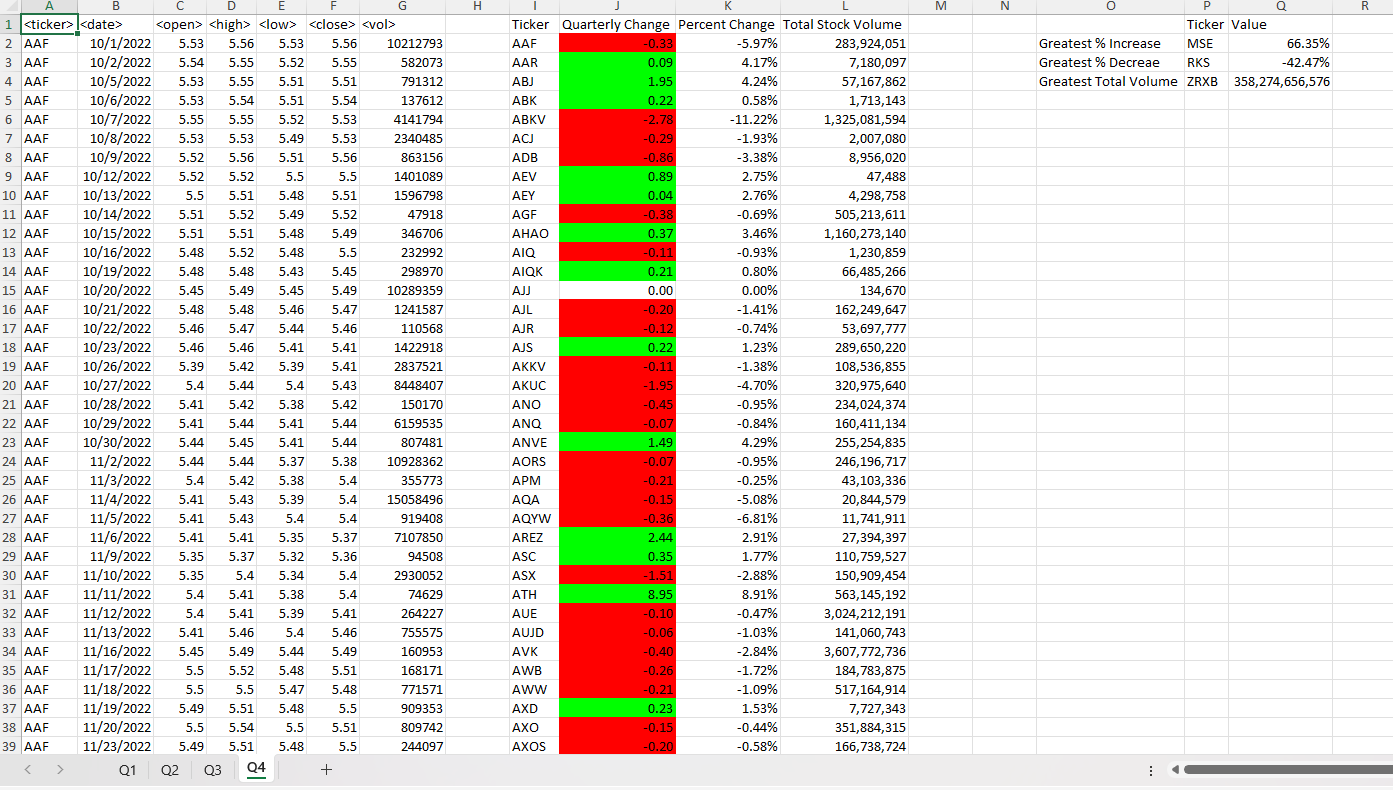 A B C D E F G H I J K L M N O P Q R
1 <ticker> <date> <open> <high> <low> <close> <vol> Ticker Quarterly Change Percent Change Total Stock Volume Ticker Value
2 AAF 10/1/2022 5.53 5.56 5.53 5.56 10212793 AAF -0.33 -5.97% 283,924,051 Greatest % Increase MSE 66.35%
3 AAF 10/2/2022 5.54 5.55 5.52 5.55 582073 AAR 0.09 4.17% 7,180,097 Greatest % Decreae RKS -42.47%
4 AAF 10/5/2022 5.53 5.55 5.51 5.51 791312 ABJ 1.95 4.24% 57,167,862 Greatest Total Volume ZRXB 358,274,656,576
5 AAF 10/6/2022 5.53 5.54 5.51 5.54 137612 ABK 0.22 0.58% 1,713,143
6 AAF 10/7/2022 5.55 5.55 5.52 5.53 4141794 ABKV -2.78 -11.22% 1,325,081,594
7 AAF 10/8/2022 5.53 5.53 5.49 5.53 2340485 ACJ -0.29 -1.93% 2,007,080
8 AAF 10/9/2022 5.52 5.56 5.51 5.56 863156 ADB -0.86 -3.38% 8,956,020
9 AAF 10/12/2022 5.52 5.52 5.5 5.5 1401089 AEV 0.89 2.75% 47,488
10 AAF 10/13/2022 5.5 5.51 5.48 5.51 1596798 AEY 0.04 2.76% 4,298,758
11 AAF 10/14/2022 5.51 5.52 5.49 5.52 47918 AGF -0.38 -0.69% 505,213,611
12 AAF 10/15/2022 5.51 5.51 5.48 5.49 346706 AHAO 0.37 3.46% 1,160,273,140
13 AAF 10/16/2022 5.48 5.52 5.48 5.5 232992 AIQ -0.11 -0.93% 1,230,859
14 AAF 10/19/2022 5.48 5.48 5.43 5.45 298970 AIQK 0.21 0.80% 66,485,266
15 AAF 10/20/2022 5.45 5.49 5.45 5.49 10289359 AJJ 0.00 0.00% 134,670
16 AAF 10/21/2022 5.48 5.48 5.46 5.47 1241587 AJL -0.20 -1.41% 162,249,647
17 AAF 10/22/2022 5.46 5.47 5.44 5.46 110568 AJR -0.12 -0.74% 53,697,777
18 AAF 10/23/2022 5.46 5.46 5.41 5.41 1422918 AJS 0.22 1.23% 289,650,220
19 AAF 10/26/2022 5.39 5.42 5.39 5.41 2837521 AKKV -0.11 -1.38% 108,536,855
20 AAF 10/27/2022 5.4 5.44 5.4 5.43 8448407 AKUC -1.95 -4.70% 320,975,640
21 AAF 10/28/2022 5.41 5.42 5.38 5.42 150170 ANO -0.45 -0.95% 234,024,374
22 AAF 10/29/2022 5.41 5.44 5.41 5.44 6159535 ANQ -0.07 -0.84% 160,411,134
23 AAF 10/30/2022 5.44 5.45 5.41 5.44 807481 ANVE 1.49 4.29% 255,254,835
24 AAF 11/2/2022 5.44 5.44 5.37 5.38 10928362 AORS -0.07 -0.95% 246,196,717
25 AAF 11/3/2022 5.4 5.42 5.38 5.4 355773 APM -0.21 -0.25% 43,103,336
26 AAF 11/4/2022 5.41 5.43 5.39 5.4 15058496 AQA -0.15 -5.08% 20,844,579
27 AAF 11/5/2022 5.41 5.43 5.4 5.4 919408 AQYW -0.36 -6.81% 11,741,911
28 AAF 11/6/2022 5.41 5.41 5.35 5.37 7107850 AREZ 2.44 2.91% 27,394,397
29 AAF 11/9/2022 5.35 5.37 5.32 5.36 94508 ASC 0.35 1.77% 110,759,527
30 AAF 11/10/2022 5.35 5.4 5.34 5.4 2930052 ASX -1.51 -2.88% 150,909,454
31 AAF 11/11/2022 5.4 5.41 5.38 5.4 74629 ATH 8.95 8.91% 563,145,192
32 AAF 11/12/2022 5.4 5.41 5.39 5.41 264227 AUE -0.10 -0.47% 3,024,212,191
33 AAF 11/13/2022 5.41 5.46 5.4 5.46 755575 AUJD -0.06 -1.03% 141,060,743
34 AAF 11/16/2022 5.45 5.49 5.44 5.49 160953 AVK -0.40 -2.84% 3,607,772,736
35 AAF 11/17/2022 5.5 5.52 5.48 5.51 168171 AWB -0.26 -1.72% 184,783,875
36 AAF 11/18/2022 5.5 5.5 5.47 5.48 771571 AWW -0.21 -1.09% 517,164,914
37 AAF 11/19/2022 5.49 5.51 5.48 5.5 909353 AXD 0.23 1.53% 7,727,343
38 AAF 11/20/2022 5.5 5.54 5.5 5.51 809742 AXO -0.15 -0.44% 351,884,315
39 AAF 11/23/2022 5.49 5.51 5.48 5.5 244097 AXOS -0.20 -0.58% 166,738,724
Q1 Q2 Q3 Q4 +